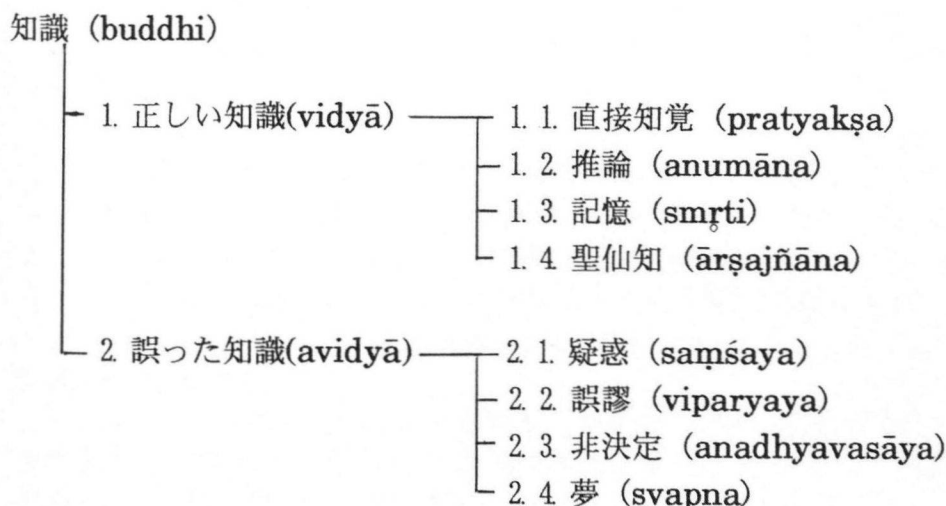 知識 (buddhi)
1. 正しい知識(vidyā)
1. 1. 直接知覚 (pratyakṣa)
1. 2. 推論 (anumāna)
1. 3. 記憶 (smr̥ti)
1. 4. 聖仙知 (ārṣajñāna)
2. 誤った知識(avidyā)
2. 1. 疑惑 (saṃśaya)
2. 2. 誤謬 (viparyaya)
2. 3. 非決定 (anadhyavasāya)
2. 4. 夢 (svapna)